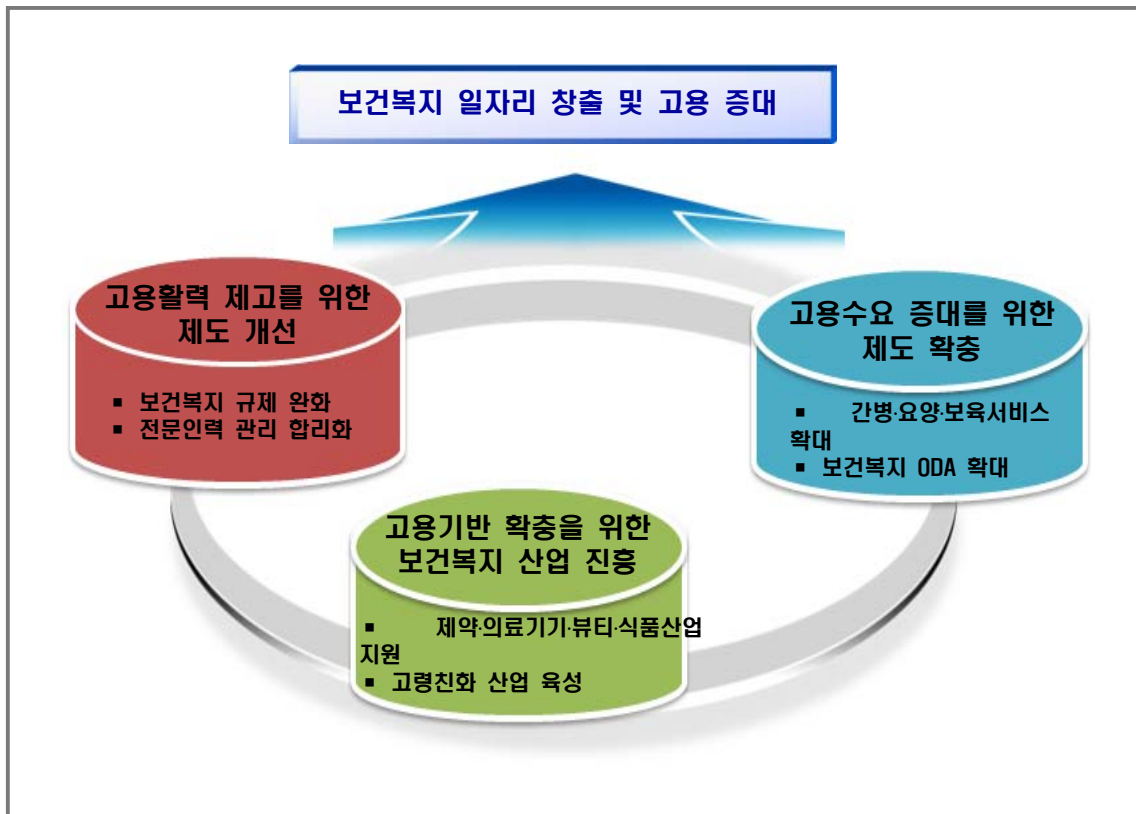 보건복지 일자리 창출 및 고용 증대
고용활력 제고를 위한
제도 개선
▪ 보건복지 규제 완화
▪ 전문인력 관리 합리화
고용수요 증대를 위한
제도 확충
▪ 간병·요양·보육서비스
확대
▪ 보건복지 ODA 확대
고용기반 확충을 위한
보건복지 산업 진흥
▪ 제약·의료기기·뷰티·식품산업
지원
▪ 고령친화 산업 육성